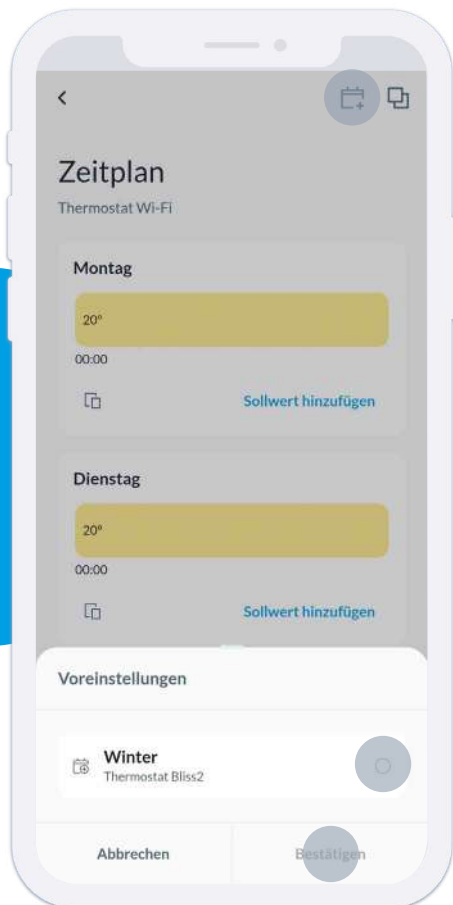 Zeitplan
Thermostat Wi-Fi
Montag
20°
00:00
Sollwert hinzufügen
Dienstag
20°
00:00
Sollwert hinzufügen
Voreinstellungen
Winter
Thermostat Bliss2
Abbrechen
Bestätigen